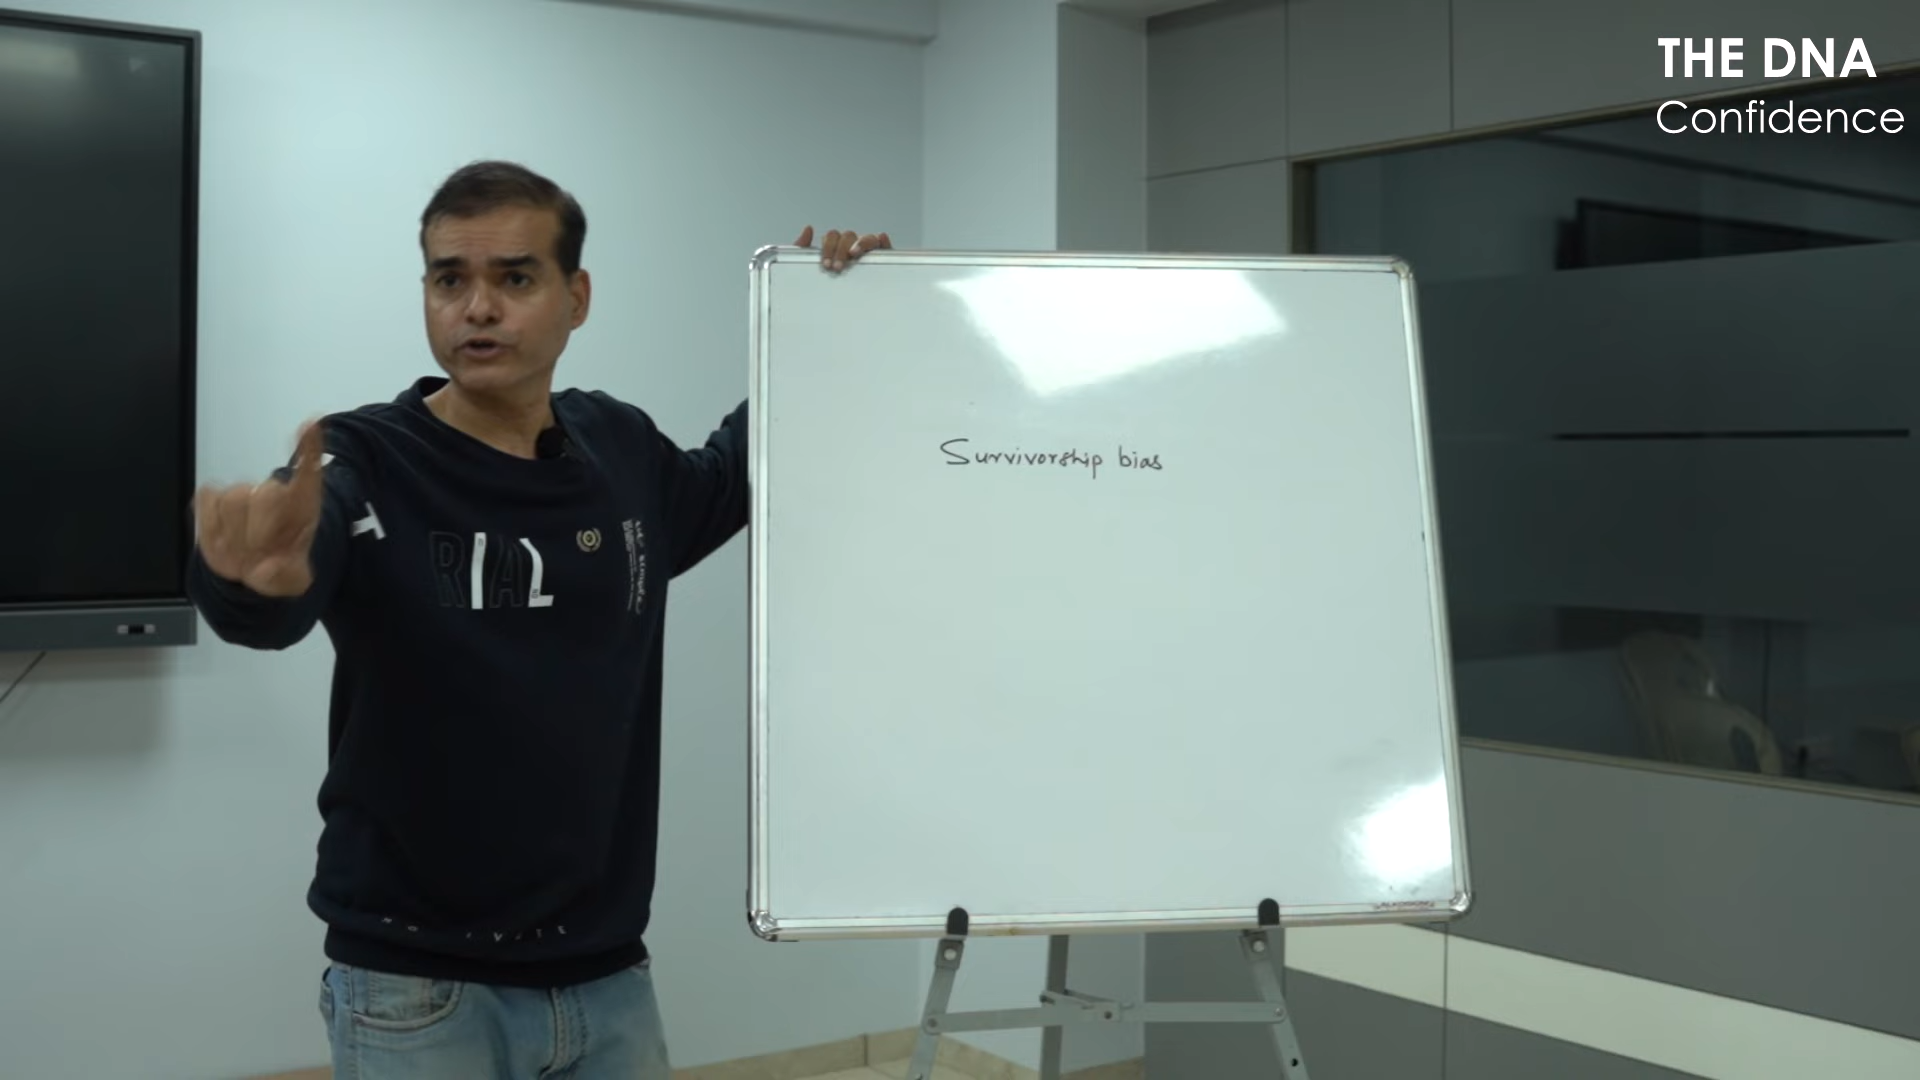 THE DNA
Confidence
Survivorship bias
T
RIAL